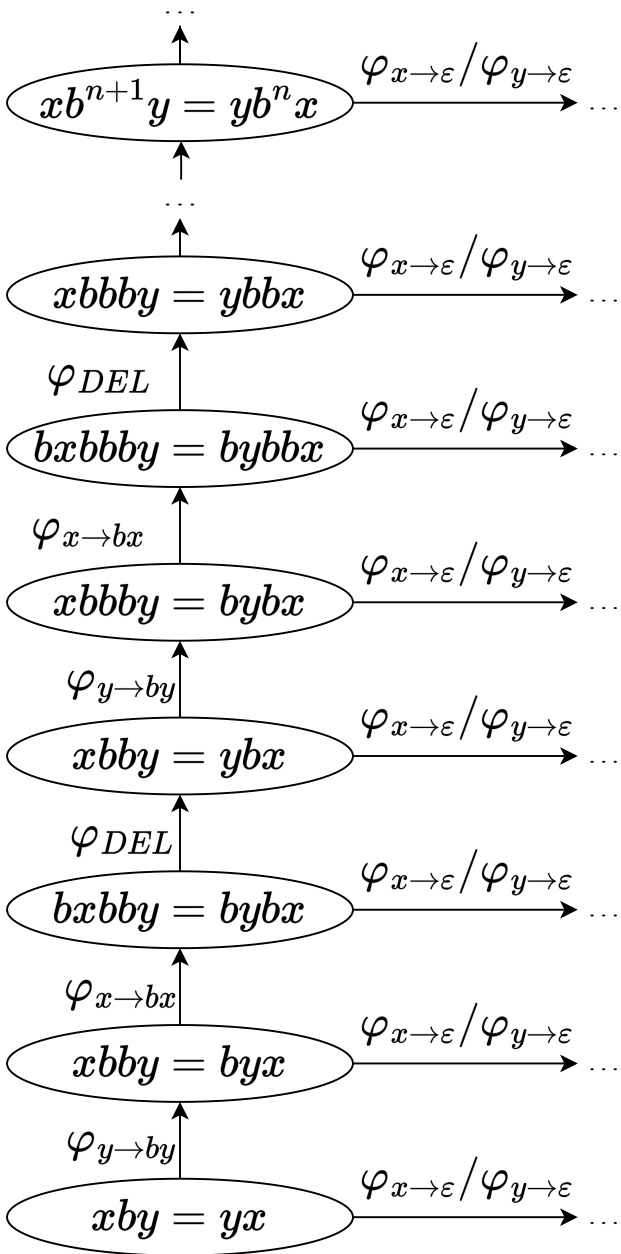 ...
xb^{n+1}y = yb^nx φ_{x→ε}/φ_{y→ε} ...
...
xbbby = ybbx φ_{x→ε}/φ_{y→ε} ...
φ_{DEL}
bxbbby = bybbx φ_{x→ε}/φ_{y→ε} ...
φ_{x→bx}
xbbby = bybx φ_{x→ε}/φ_{y→ε} ...
φ_{y→by}
xbby = ybx φ_{x→ε}/φ_{y→ε} ...
φ_{DEL}
bxbby = bybx φ_{x→ε}/φ_{y→ε} ...
φ_{x→bx}
xbby = byx φ_{x→ε}/φ_{y→ε} ...
φ_{y→by}
xby = yx φ_{x→ε}/φ_{y→ε} ...